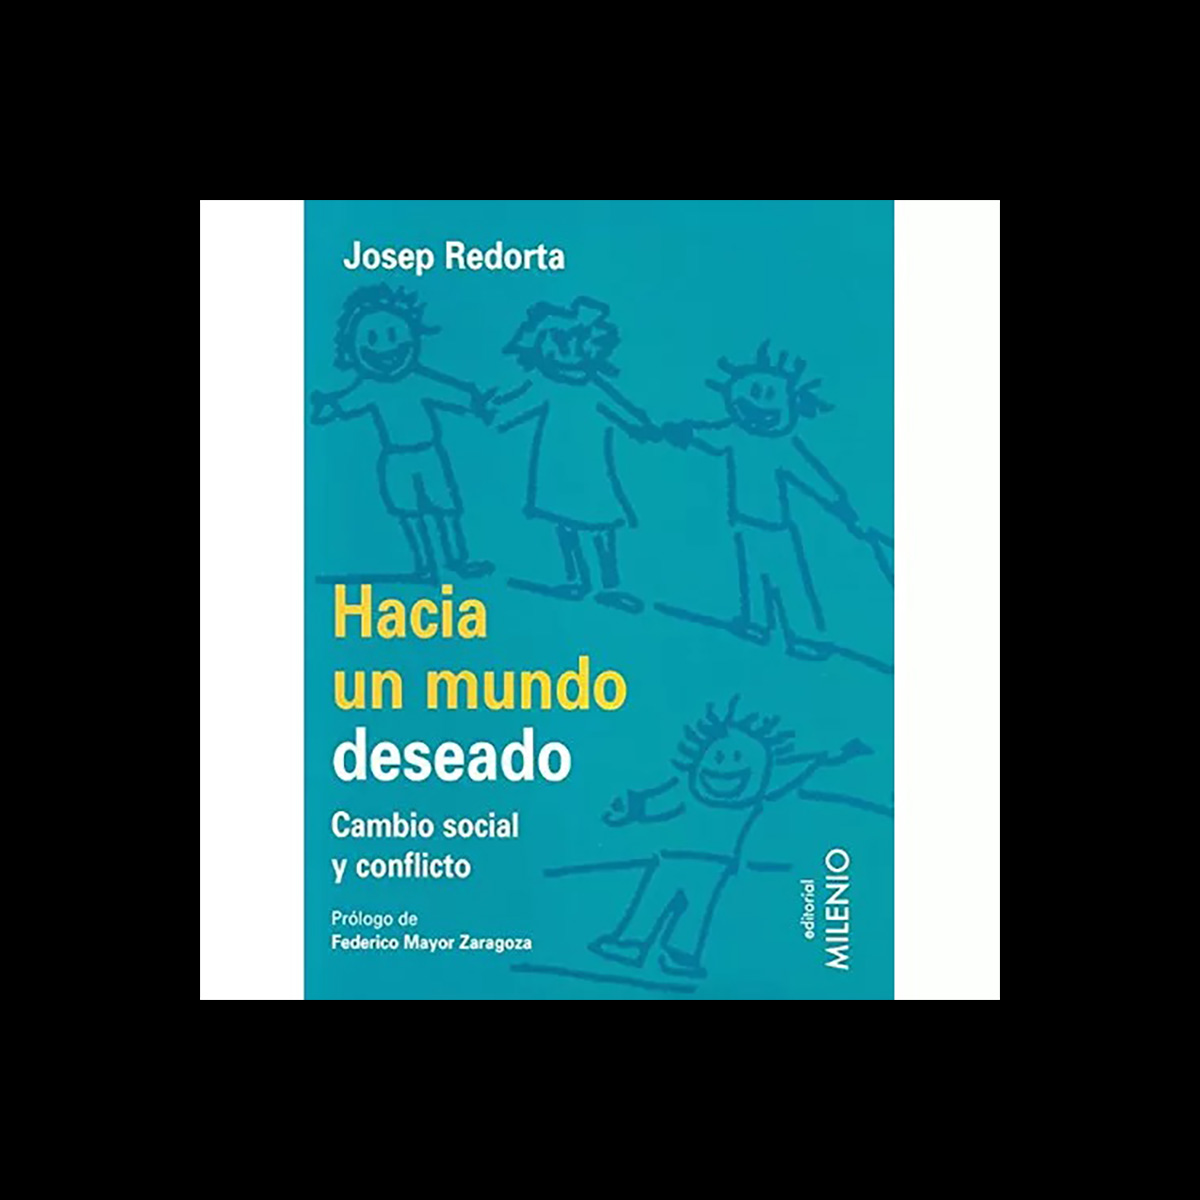 Josep Redorta
Hacia
un mundo
deseado
Cambio social
y conflicto
Prólogo de
Federico Mayor Zaragoza
editorial
MILENIO